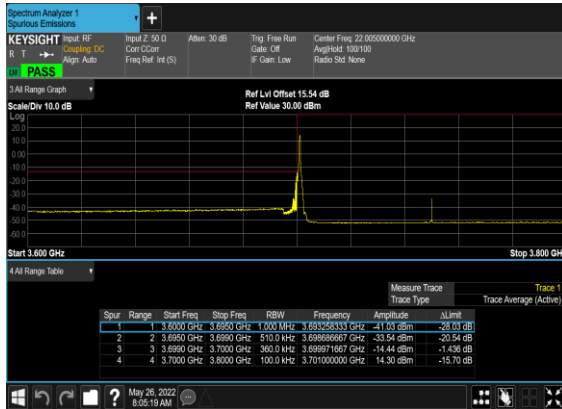 Spectrum Analyzer 1
Spurious Emissions
+
KEYSIGHT
R T
Input: RF
Coupling: DC
Align: Auto
Input Z: 50 Ω
Corr CCorr
Freq Ref: Int (S)
Atten: 30 dB
Trig: Free Run
Gate: Off
IF Gain: Low
Center Freq: 22.005000000 GHz
Avg|Hold: 100/100
Radio Std: None
PASS
3 All Range Graph
Scale/Div 10.0 dB
Ref Lvl Offset 15.54 dB
Ref Value 30.00 dBm
Log
20.0
10.0
0.00
-10.0
-20.0
-30.0
-40.0
-50.0
-60.0
Start 3.600 GHz
Stop 3.800 GHz
4 All Range Table
Measure Trace Trace 1
Trace Type Trace Average (Active)
Spur Range Start Freq Stop Freq RBW Frequency Amplitude ΔLimit
1 1 3.6000 GHz 3.6950 GHz 1.000 MHz 3.693258333 GHz -41.03 dBm -28.03 dB
2 2 3.6950 GHz 3.6990 GHz 510.0 kHz 3.698686667 GHz -33.54 dBm -20.54 dB
3 3 3.6990 GHz 3.7000 GHz 360.0 kHz 3.699971667 GHz -14.44 dBm -1.436 dB
4 4 3.7000 GHz 3.8000 GHz 100.0 kHz 3.701000000 GHz 14.30 dBm -15.70 dB
?
May 26, 2022
8:05:19 AM